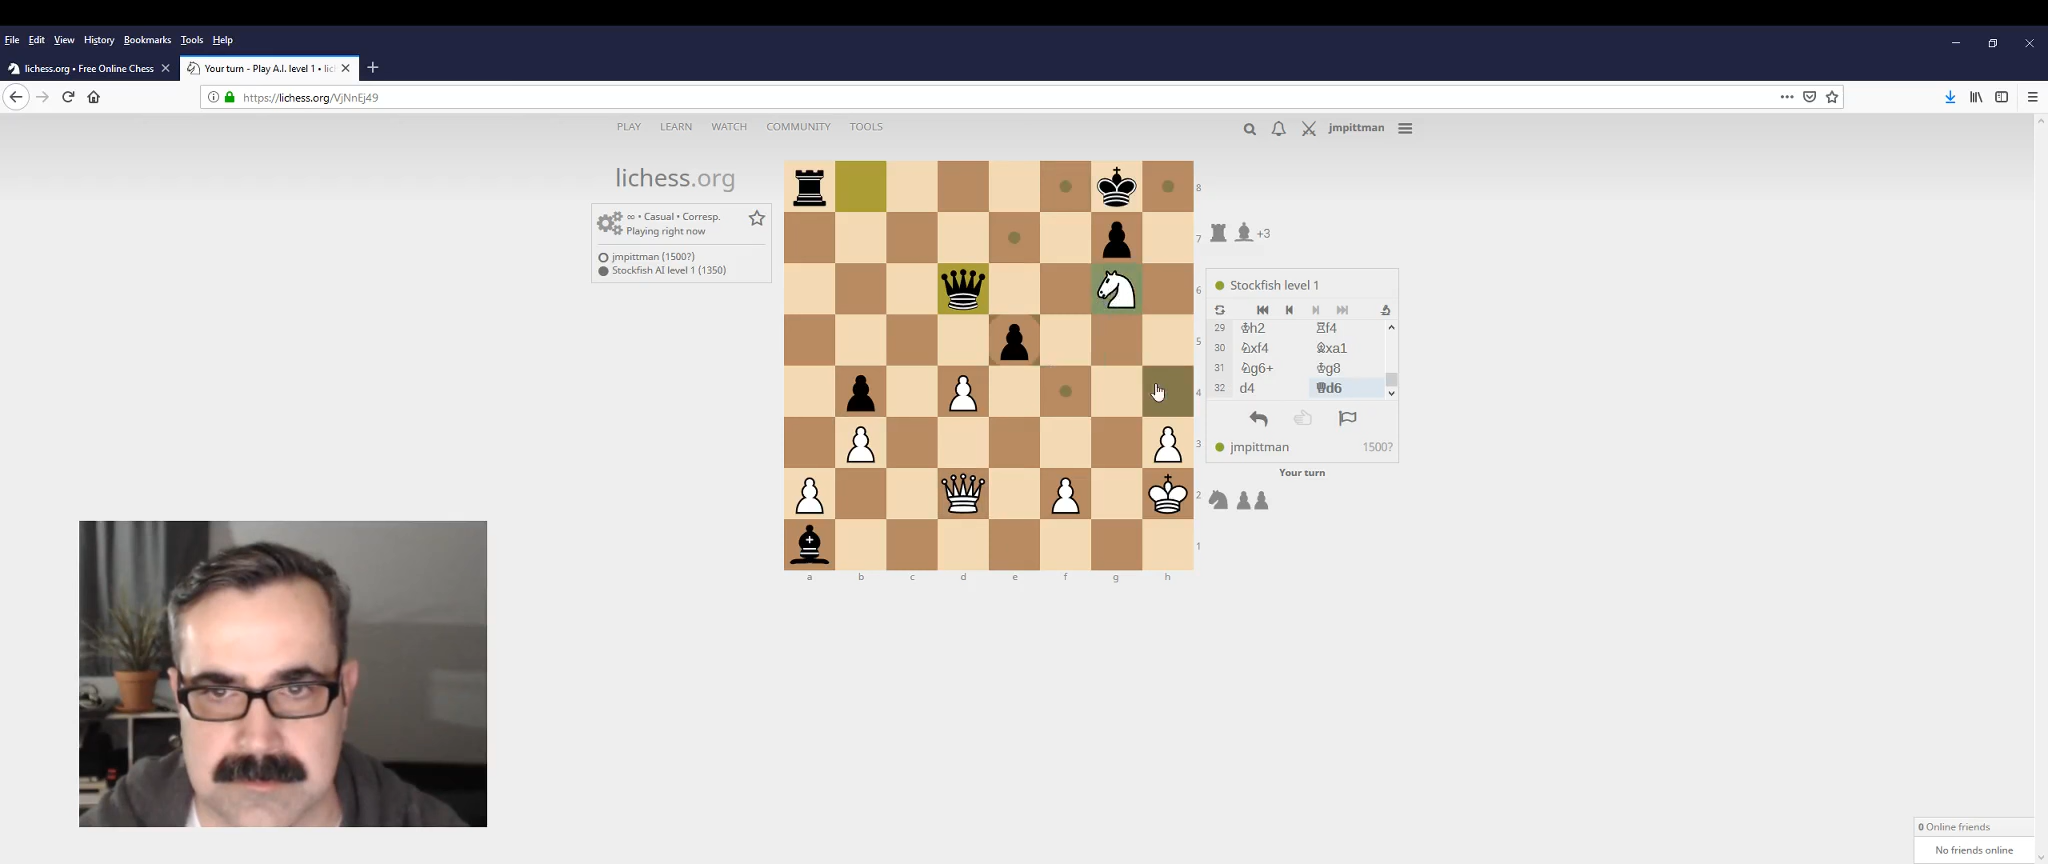 File Edit View History Bookmarks Tools Help
lichess.org • Free Online Chess
Your turn - Play A.I. level 1 • lic
https://lichess.org/VjNnEj49
PLAY LEARN WATCH COMMUNITY TOOLS
jmpittman
lichess.org
∞ • Casual • Corresp.
Playing right now
jmpittman (1500?)
Stockfish AI level 1 (1350)
8
7
6
5
4
3
2
1
a b c d e f g h
+3
Stockfish level 1
29 ♔h2 ♖f4
30 ♘xf4 ♗xa1
31 ♘g6+ ♔g8
32 d4 ♕d6
jmpittman 1500?
Your turn
0 Online friends
No friends online